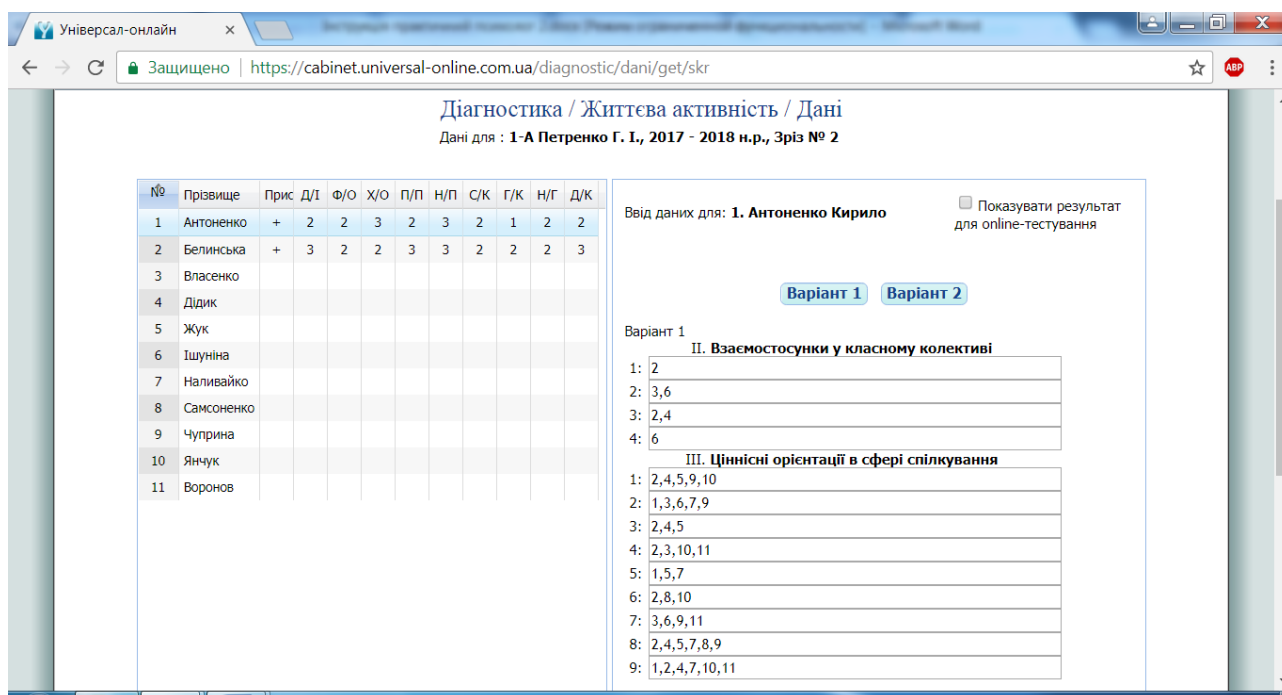 Універсал-онлайн
Защищено | https://cabinet.universal-online.com.ua/diagnostic/dani/get/skr
ABP
Діагностика / Життєва активність / Дані
Дані для : 1-А Петренко Г. І., 2017 - 2018 н.р., Зріз № 2
№ Прізвище Прис Д/І Ф/О Х/О П/П Н/П С/К Г/К Н/Г Д/К
1 Антоненко + 2 2 3 2 3 2 1 2 2
2 Белинська + 3 2 2 3 3 2 2 2 3
3 Власенко
4 Дідик
5 Жук
6 Ішуніна
7 Наливайко
8 Самсоненко
9 Чуприна
10 Янчук
11 Воронов
Ввід даних для: 1. Антоненко Кирило
Показувати результат
для online-тестування
Варіант 1 Варіант 2
Варіант 1
II. Взаємостосунки у класному колективі
1: 2
2: 3,6
3: 2,4
4: 6
III. Ціннісні орієнтації в сфері спілкування
1: 2,4,5,9,10
2: 1,3,6,7,9
3: 2,4,5
4: 2,3,10,11
5: 1,5,7
6: 2,8,10
7: 3,6,9,11
8: 2,4,5,7,8,9
9: 1,2,4,7,10,11